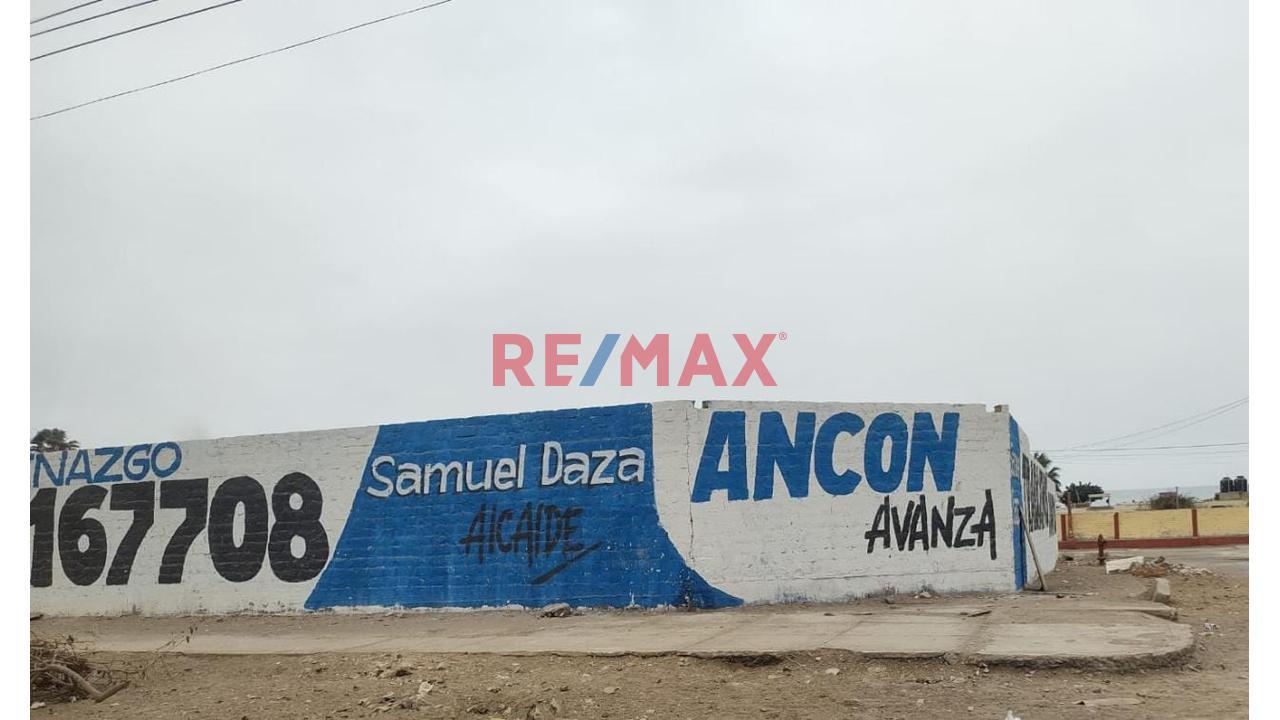 RE/MAX®
NAZGO
167708
Samuel Daza
AlCAlDE
ANCON
AVANZA